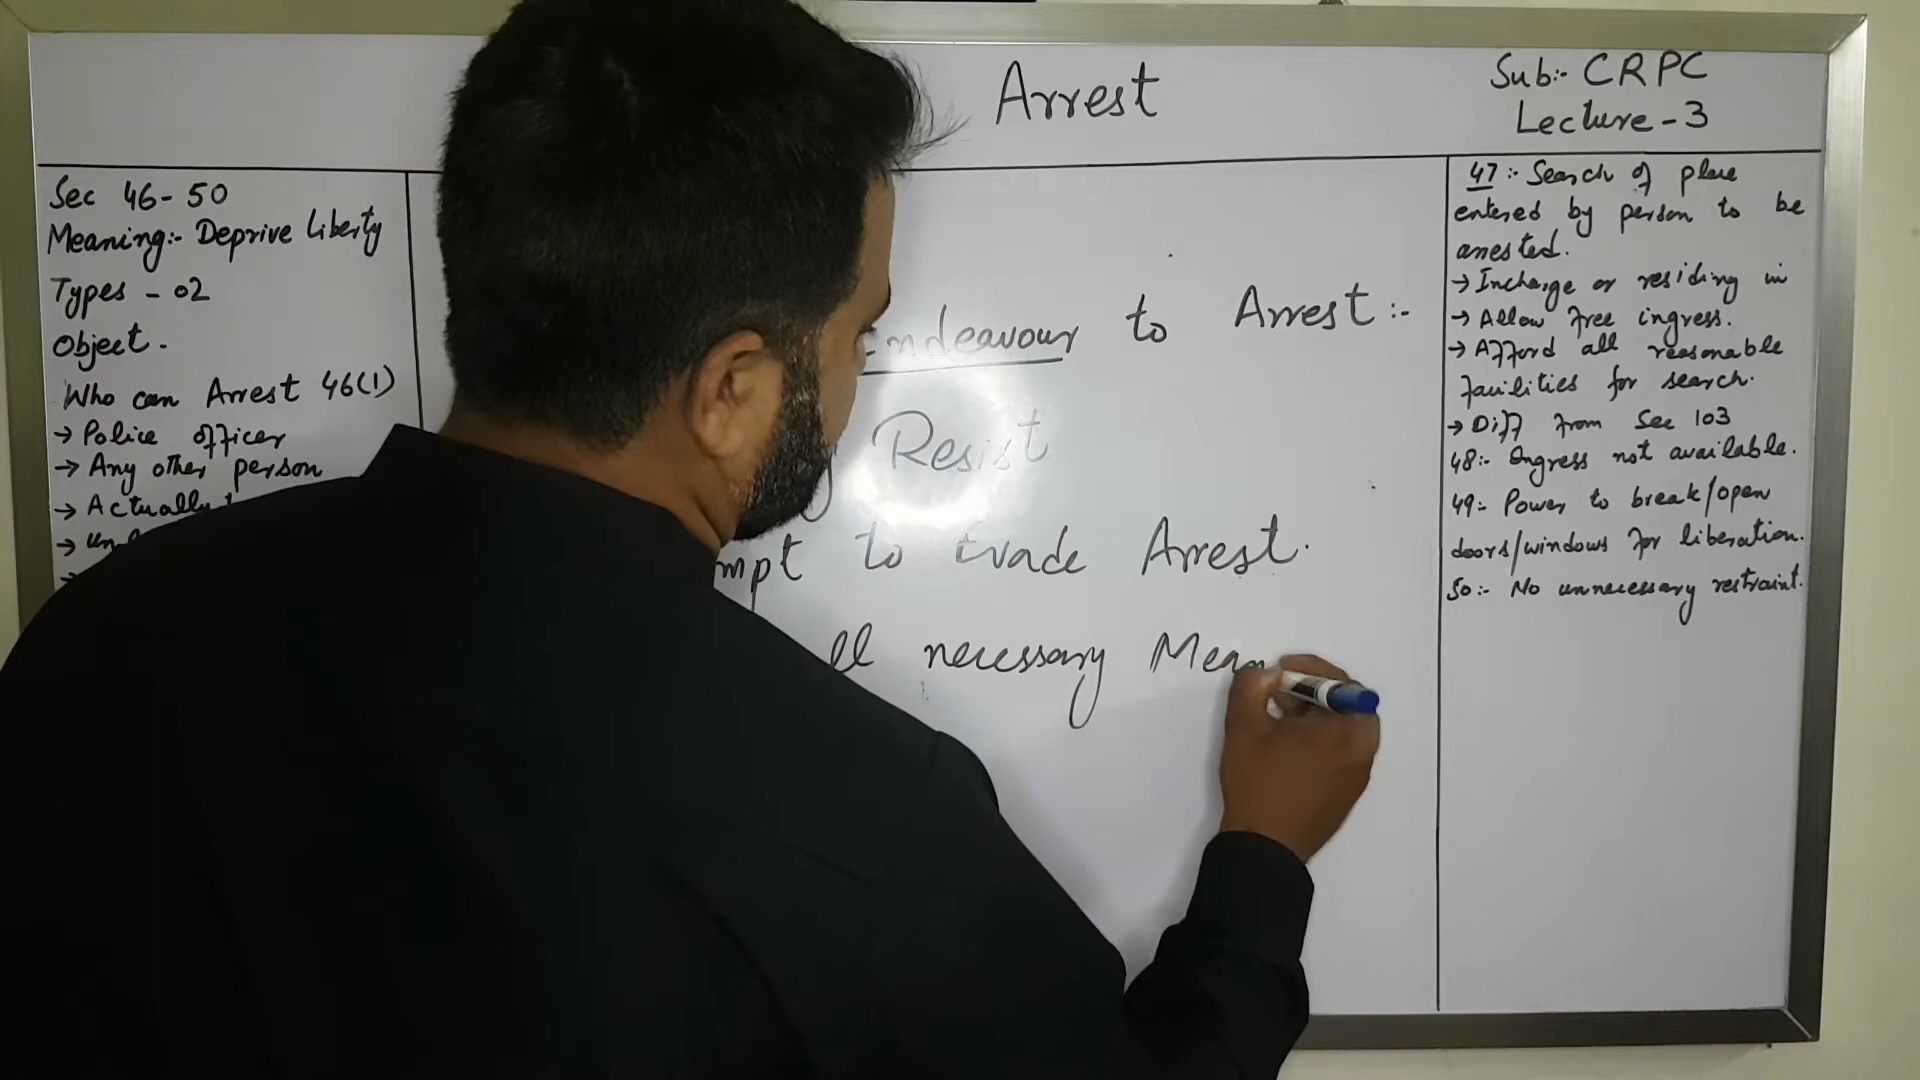 Arrest
Sub:- CRPC
Lecture-3
Sec 46-50
Meaning:- Deprive Liberty
Types - 02
Object.
Who can Arrest 46(1)
→ Police officer
→ Any other person
→ Actually
Endeavour to Arrest:-
Resist
to Evade Arrest.
necessary
47:- Search of place
entered by person to be
arrested.
→ Incharge or residing in
→ Allow free ingress.
→ Afford all reasonable
facilities for search.
→ Diff from Sec 103
48:- Ingress not available.
49:- Power to break/open
doors/windows for liberation.
50:- No unnecessary restraint.